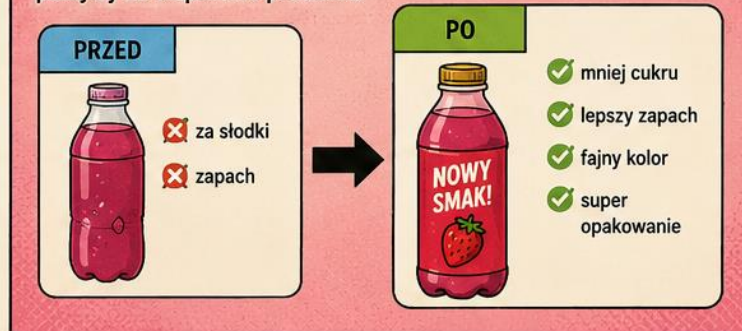 PRZED
za słodki
zapach
PO
NOWY
SMAK!
mniej cukru
lepszy zapach
fajny kolor
super
opakowanie